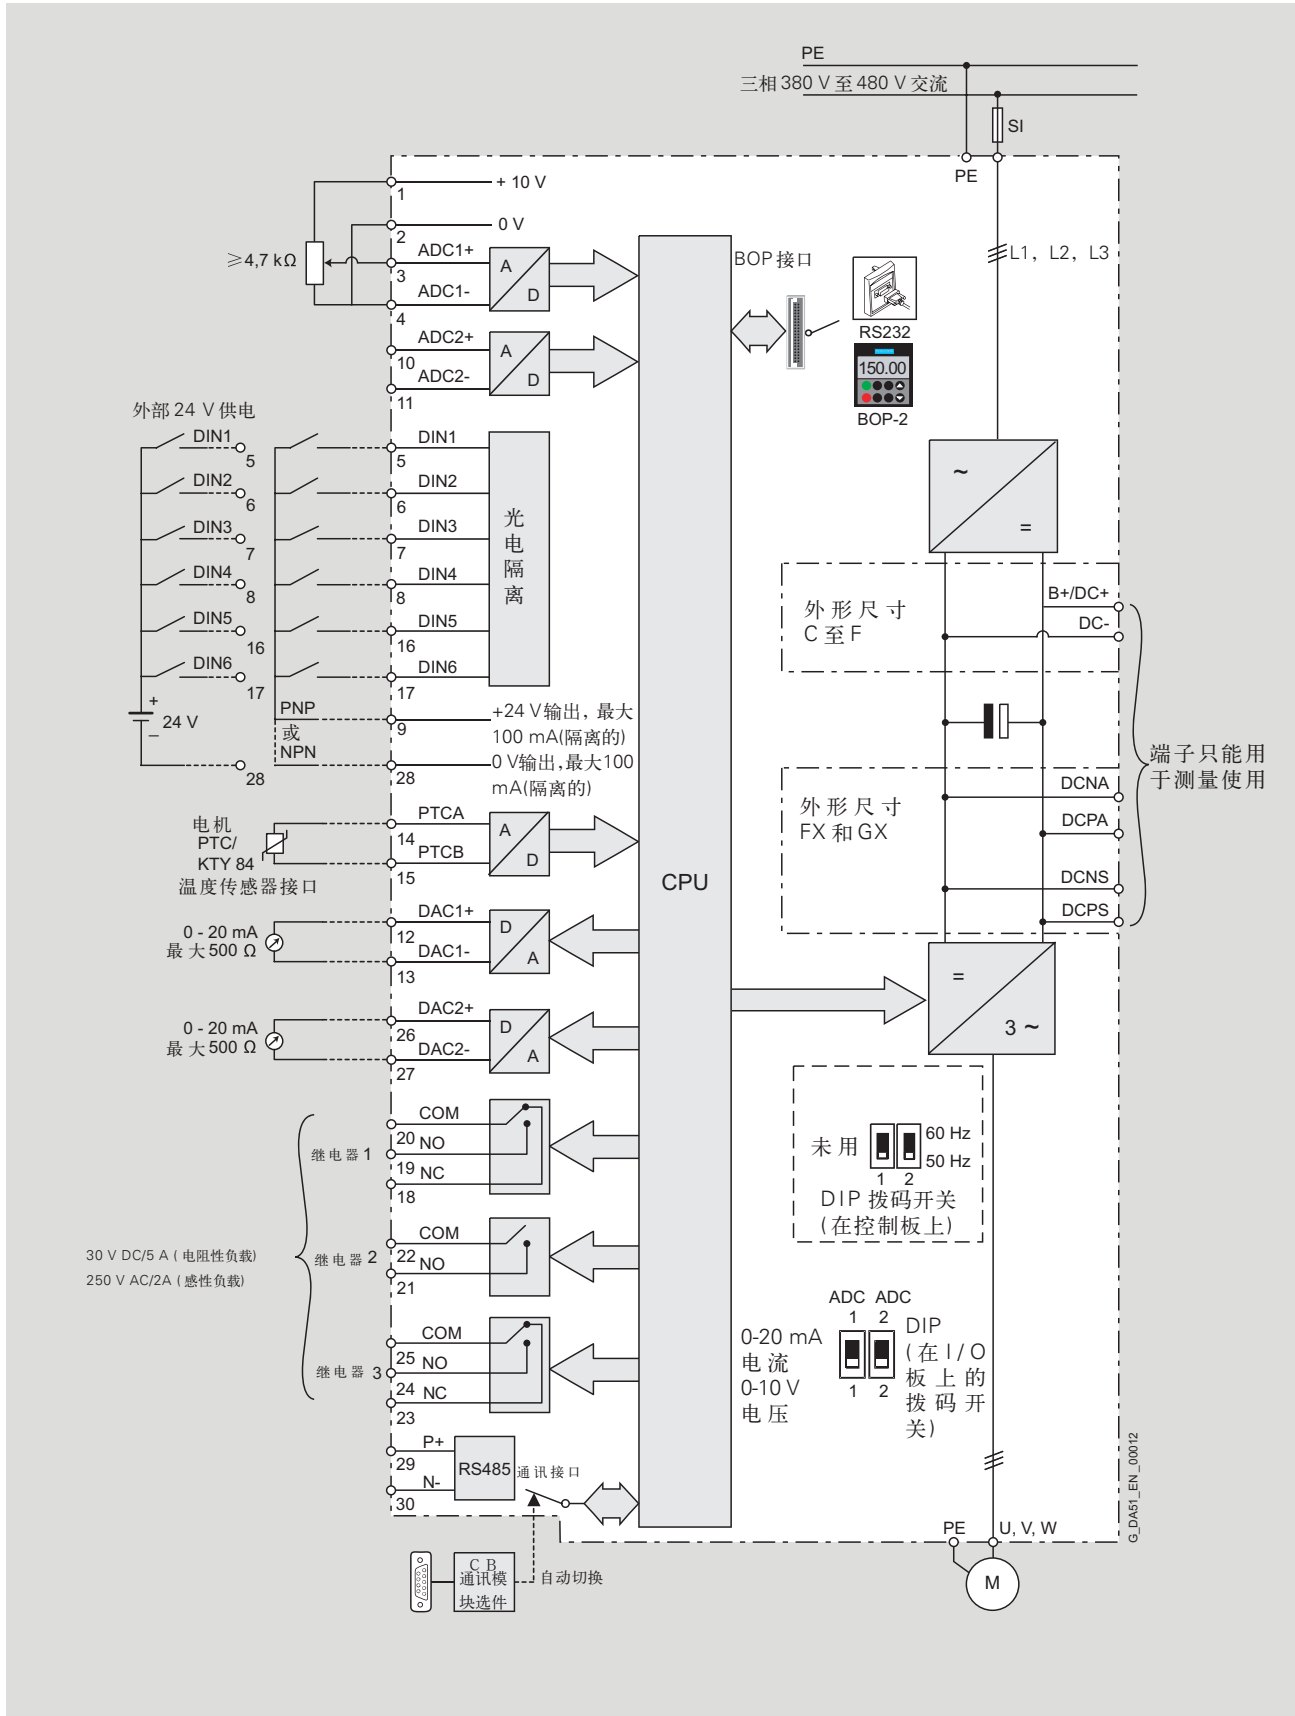 PE
三相 380 V 至 480 V 交流
SI
PE
1
+ 10 V
2
0 V
≥4,7 kΩ
ADC1+
3
A
D
ADC1-
4
L1, L2, L3
BOP 接口
RS232
150.00
BOP-2
ADC2+
10
A
D
ADC2-
11
外部 24 V 供电
DIN1
5
DIN1
5
DIN2
6
DIN2
6
DIN3
7
DIN3
7
DIN4
8
DIN4
8
DIN5
16
DIN5
16
DIN6
17
DIN6
17
光
电
隔
离
~
=
+
24 V
–
28
PNP
或
NPN
9
+24 V输出, 最大
100 mA(隔离的)
28
0 V输出,最大100
mA(隔离的)
外形尺寸
C 至 F
B+/DC+
DC-
端子只能用
于测量使用
外形尺寸
FX 和 GX
DCNA
DCPA
DCNS
DCPS
电机
PTC/
KTY 84
温度传感器接口
PTCA
14
PTCB
15
A
D
CPU
0 - 20 mA
最大500 Ω
DAC1+
12
DAC1-
13
D
A
=
3 ~
0 - 20 mA
最大500 Ω
DAC2+
26
DAC2-
27
D
A
继电器 1
COM
20
NO
19
NC
18
未用
60 Hz
50 Hz
1 2
DIP 拨码开关
(在控制板上)
30 V DC/5 A ( 电阻性负载)
250 V AC/2A ( 感性负载)
继电器 2
COM
22
NO
21
继电器 3
COM
25
NO
24
NC
23
ADC ADC
1 2
0-20 mA
电流
0-10 V
电压
1 2
DIP
(在 I / O
板上的
拨码开
关)
P+
29
N-
30
RS485
通讯接口
C B
通讯模
块选件
自动切换
PE
U, V, W
M
G_DA51_EN_00012